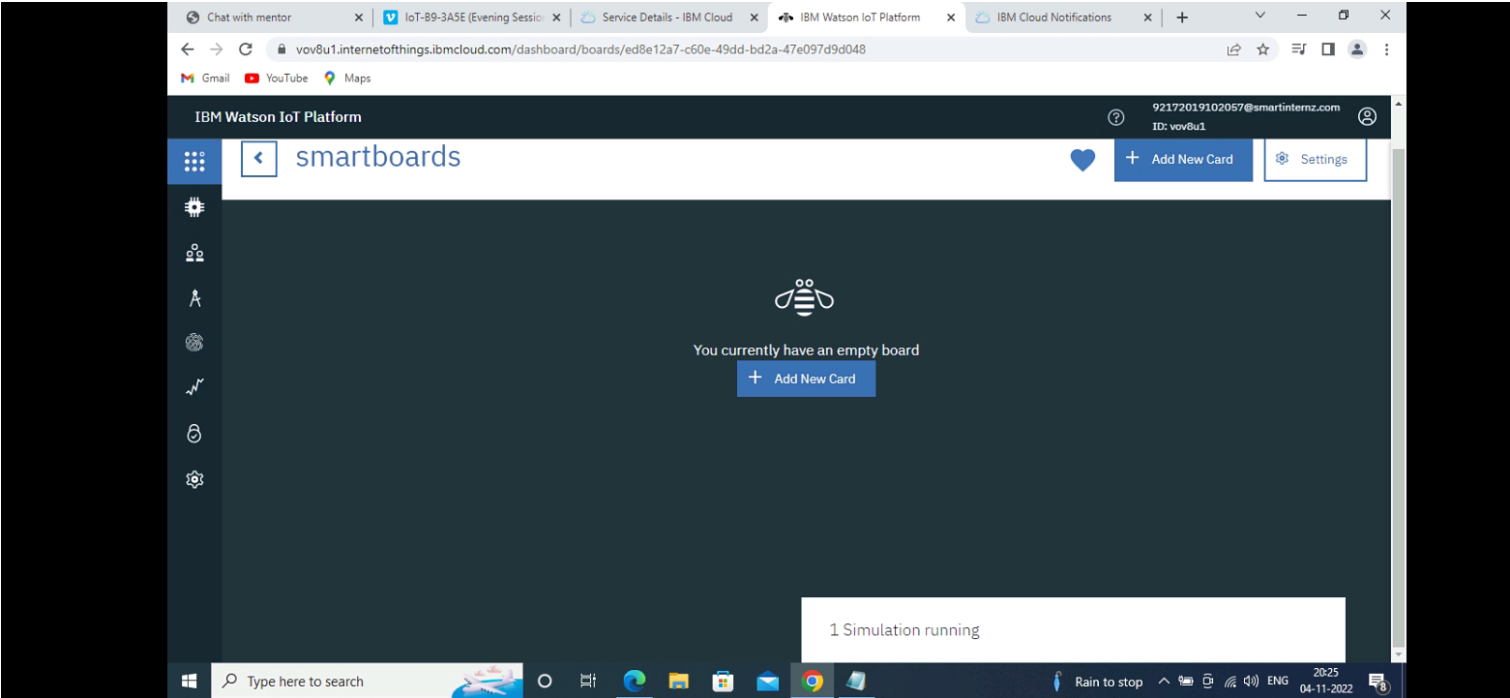 Chat with mentor
IoT-B9-3A5E (Evening Sessio
Service Details - IBM Cloud
IBM Watson IoT Platform
IBM Cloud Notifications
vov8u1.internetofthings.ibmcloud.com/dashboard/boards/ed8e12a7-c60e-49dd-bd2a-47e097d9d048
Gmail
YouTube
Maps
IBM Watson IoT Platform
92172019102057@smartinternz.com
ID: vov8u1
smartboards
Add New Card
Settings
You currently have an empty board
Add New Card
1 Simulation running
Type here to search
Rain to stop
ENG
20:25
04-11-2022
8